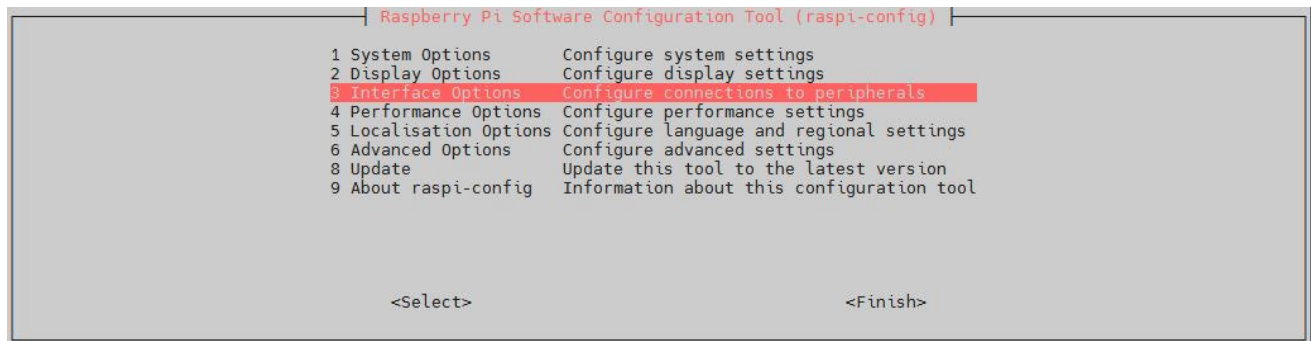 Raspberry Pi Software Configuration Tool (raspi-config)
1 System Options Configure system settings
2 Display Options Configure display settings
3 Interface Options Configure connections to peripherals
4 Performance Options Configure performance settings
5 Localisation Options Configure language and regional settings
6 Advanced Options Configure advanced settings
8 Update Update this tool to the latest version
9 About raspi-config Information about this configuration tool
<Select> <Finish>